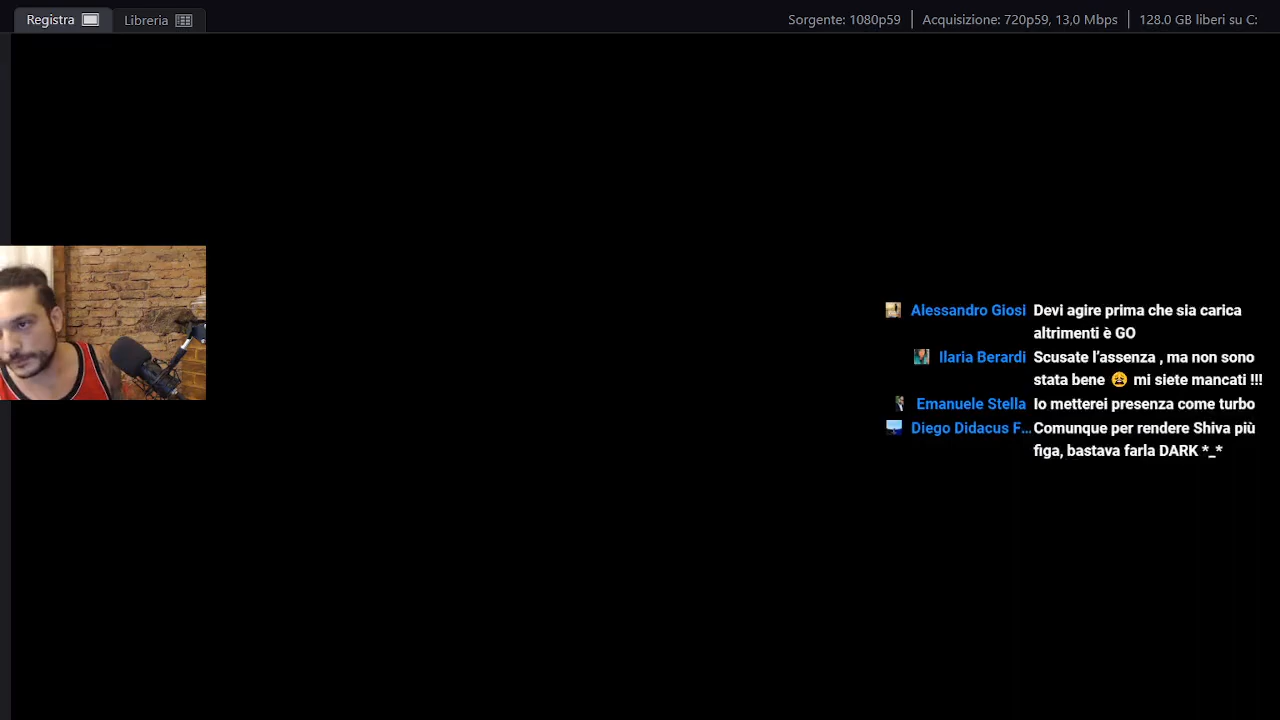 Registra
Libreria
Sorgente: 1080p59
Acquisizione: 720p59, 13,0 Mbps
128.0 GB liberi su C:
Alessandro Giosi Devi agire prima che sia carica
altrimenti è GO
Ilaria Berardi Scusate l’assenza , ma non sono
stata bene 😩 mi siete mancati !!!
Emanuele Stella Io metterei presenza come turbo
Diego Didacus F… Comunque per rendere Shiva più
figa, bastava farla DARK *_*